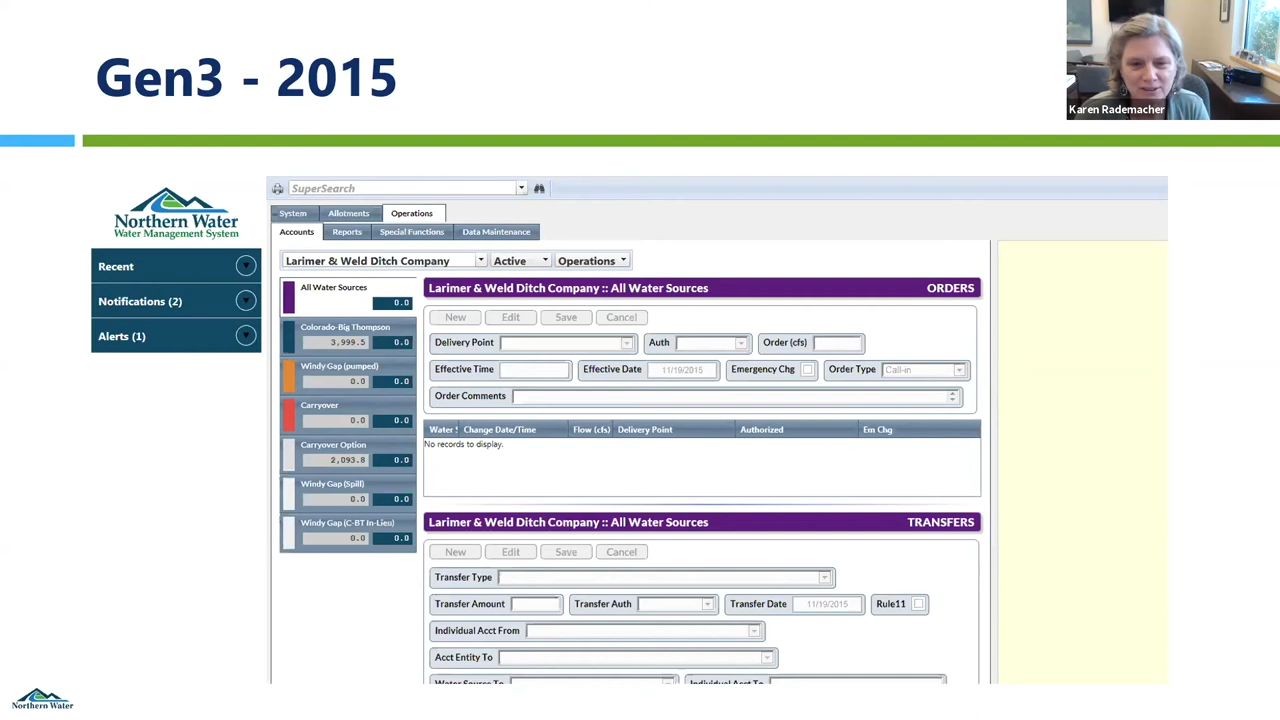 Gen3 - 2015
Karen Rademacher
Northern Water
Water Management System
Recent
Notifications (2)
Alerts (1)
SuperSearch
System Allotments Operations
Accounts Reports Special Functions Data Maintenance
Larimer & Weld Ditch Company Active Operations
All Water Sources
0.0
Colorado-Big Thompson
3,999.5 0.0
Windy Gap (pumped)
0.0 0.0
Carryover
0.0 0.0
Carryover Option
2,093.8 0.0
Windy Gap (Spill)
0.0 0.0
Windy Gap (C-BT In-Lieu)
0.0 0.0
Larimer & Weld Ditch Company :: All Water Sources ORDERS
New Edit Save Cancel
Delivery Point Auth Order (cfs)
Effective Time Effective Date 11/19/2015 Emergency Chg Order Type Call-in
Order Comments
Water Change Date/Time Flow (cfs) Delivery Point Authorized Em Chg
No records to display.
Larimer & Weld Ditch Company :: All Water Sources TRANSFERS
New Edit Save Cancel
Transfer Type
Transfer Amount Transfer Auth Transfer Date 11/19/2015 Rule11
Individual Acct From
Acct Entity To
Water Source To Individual Acct To
Northern Water